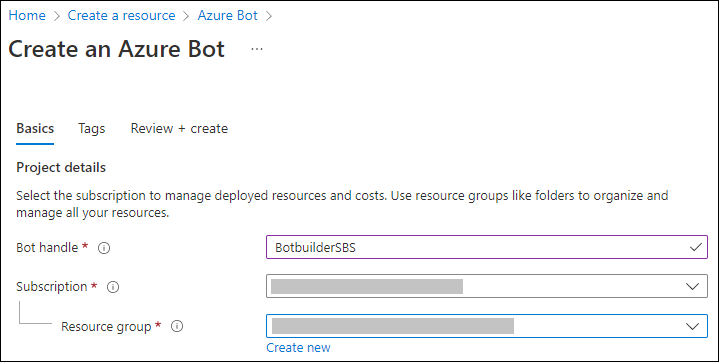 Home > Create a resource > Azure Bot >
Create an Azure Bot ...
Basics Tags Review + create
Project details
Select the subscription to manage deployed resources and costs. Use resource groups like folders to organize and
manage all your resources.
Bot handle * BotbuilderSBS
Subscription *
Resource group *
Create new